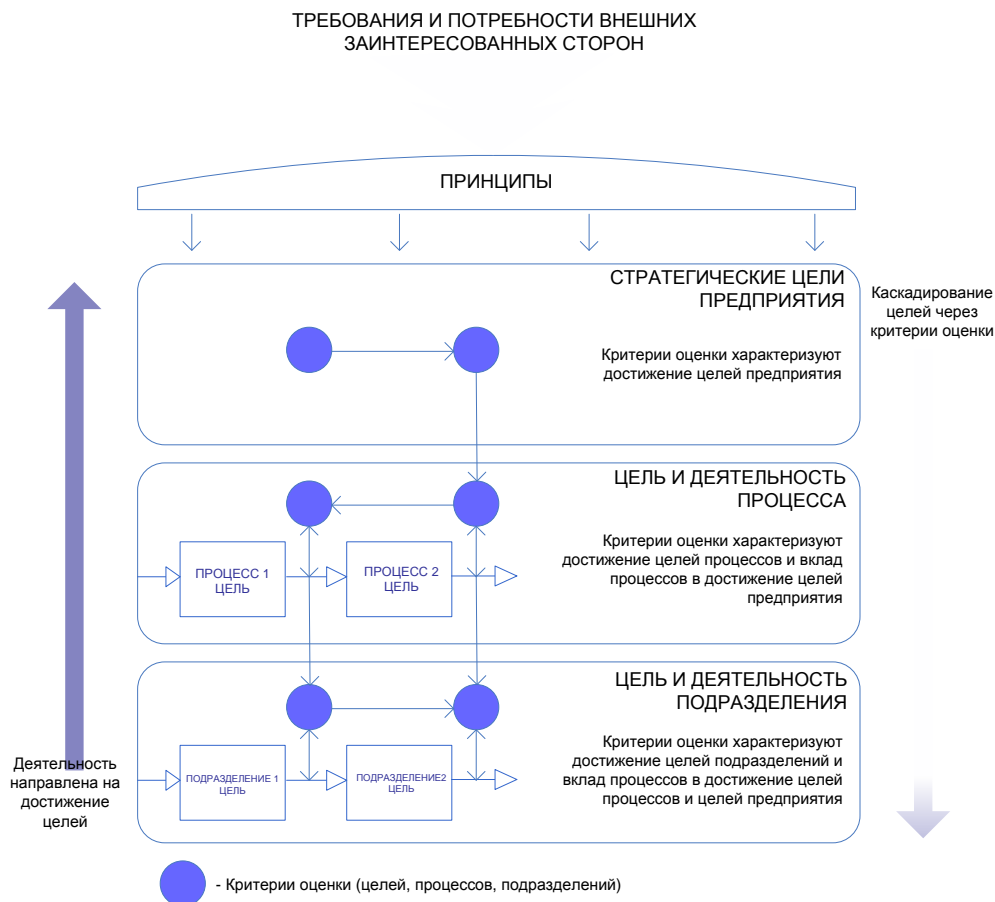 ТРЕБОВАНИЯ И ПОТРЕБНОСТИ ВНЕШНИХ
ЗАИНТЕРЕСОВАННЫХ СТОРОН
ПРИНЦИПЫ
СТРАТЕГИЧЕСКИЕ ЦЕЛИ
ПРЕДПРИЯТИЯ
Критерии оценки характеризуют
достижение целей предприятия
Каскадирование
целей через
критерии оценки
ЦЕЛЬ И ДЕЯТЕЛЬНОСТЬ
ПРОЦЕССА
Критерии оценки характеризуют
достижение целей процессов и вклад
процессов в достижение целей
предприятия
ПРОЦЕСС 1
ЦЕЛЬ
ПРОЦЕСС 2
ЦЕЛЬ
ЦЕЛЬ И ДЕЯТЕЛЬНОСТЬ
ПОДРАЗДЕЛЕНИЯ
Критерии оценки характеризуют
достижение целей подразделений и
вклад процессов в достижение целей
процессов и целей предприятия
ПОДРАЗДЕЛЕНИЕ 1
ЦЕЛЬ
ПОДРАЗДЕЛЕНИЕ2
ЦЕЛЬ
Деятельность
направлена на
достижение
целей
- Критерии оценки (целей, процессов, подразделений)